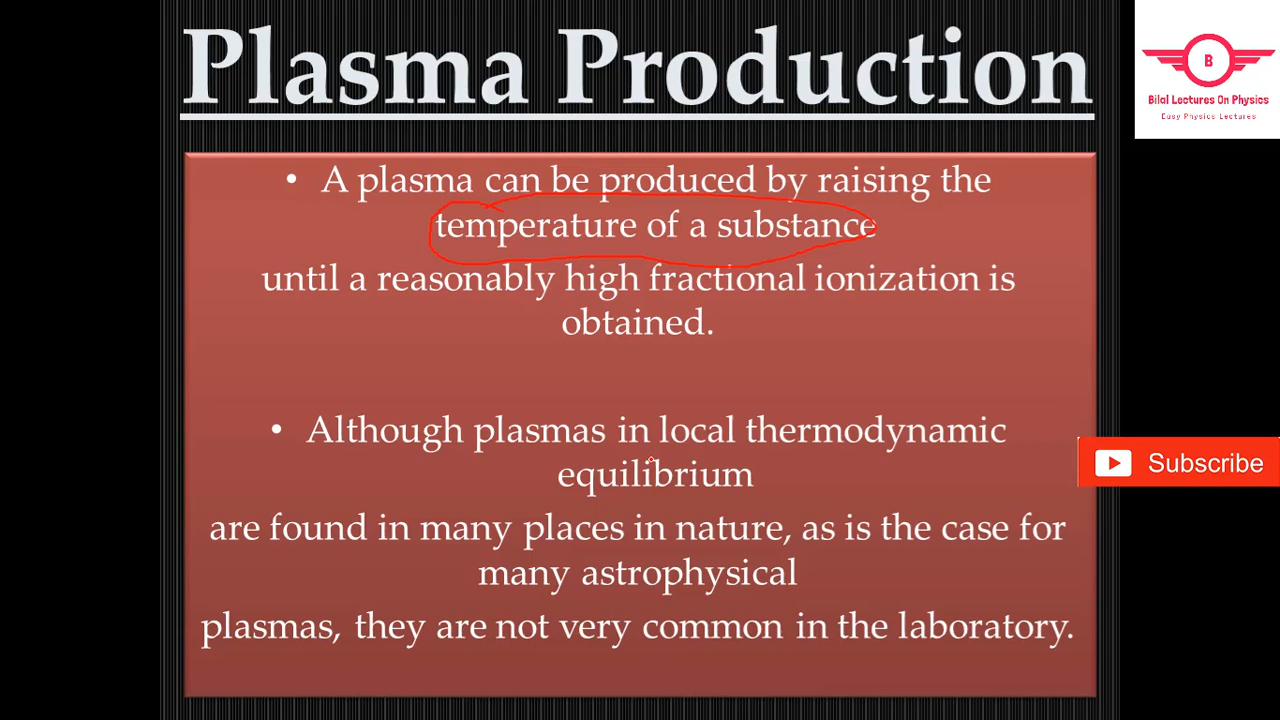 Plasma Production
B
Bilal Lectures On Physics
Easy Physics Lectures
• A plasma can be produced by raising the
temperature of a substance
until a reasonably high fractional ionization is
obtained.
• Although plasmas in local thermodynamic
equilibrium
are found in many places in nature, as is the case for
many astrophysical
plasmas, they are not very common in the laboratory.
Subscribe